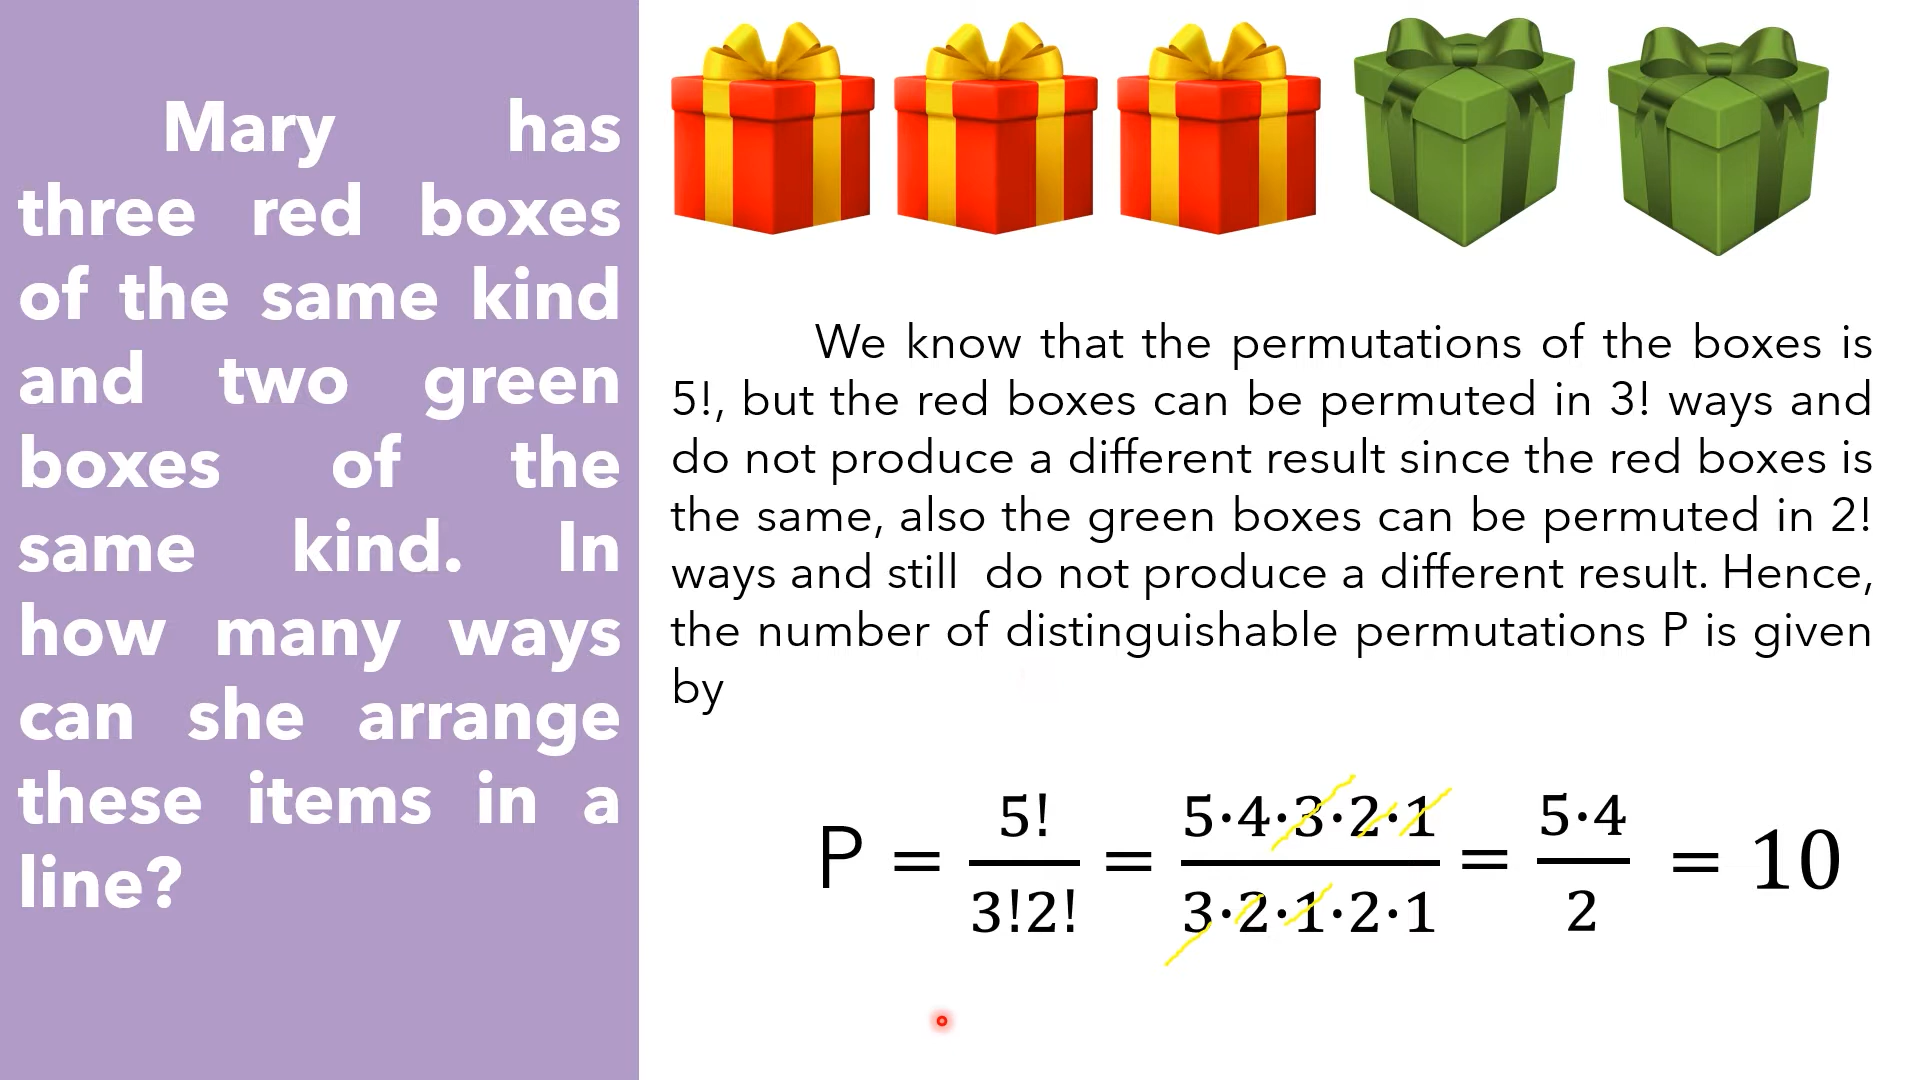 Mary has
three red boxes
of the same kind
and two green
boxes of the
same kind. In
how many ways
can she arrange
these items in a
line?
We know that the permutations of the boxes is
5!, but the red boxes can be permuted in 3! ways and
do not produce a different result since the red boxes is
the same, also the green boxes can be permuted in 2!
ways and still do not produce a different result. Hence,
the number of distinguishable permutations P is given
by
P = 5!/3!2! = 5·4·3·2·1/3·2·1·2·1 = 5·4/2 = 10